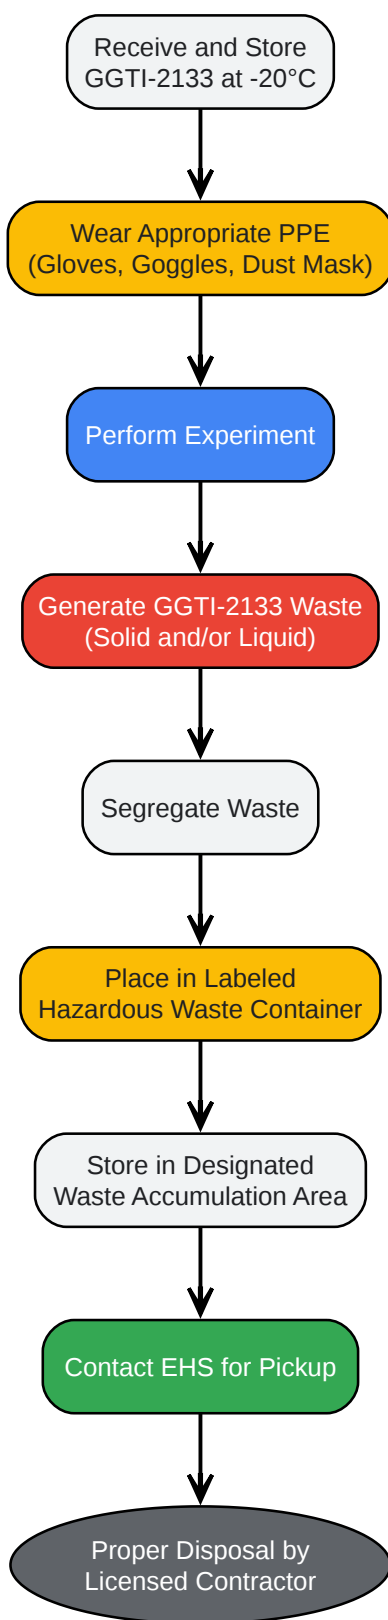 Receive and Store
GGTI-2133 at -20°C
Wear Appropriate PPE
(Gloves, Goggles, Dust Mask)
Perform Experiment
Generate GGTI-2133 Waste
(Solid and/or Liquid)
Segregate Waste
Place in Labeled
Hazardous Waste Container
Store in Designated
Waste Accumulation Area
Contact EHS for Pickup
Proper Disposal by
Licensed Contractor